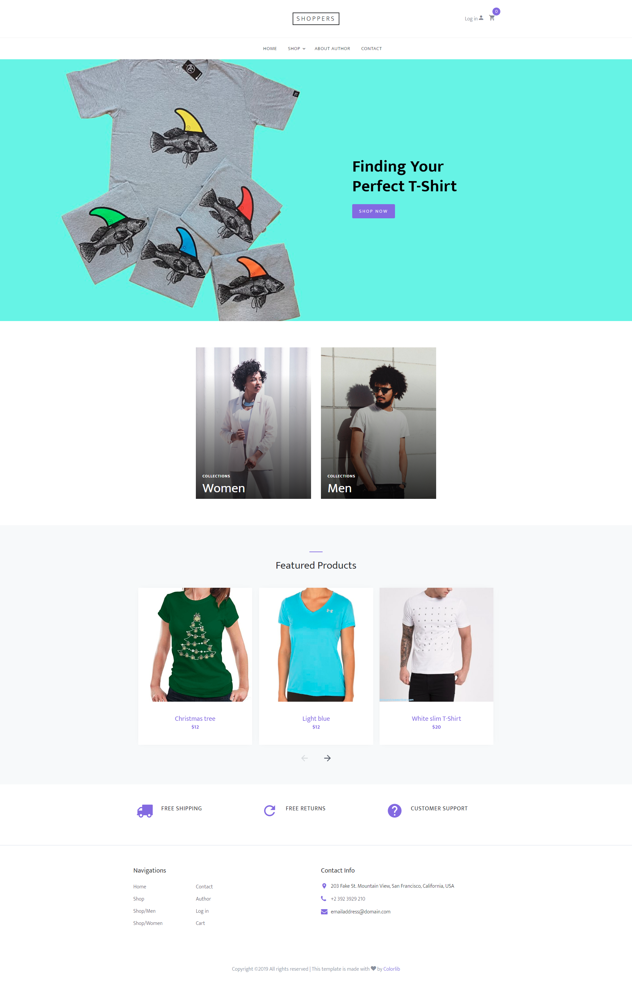 SHOPPERS
Log in
0
HOME SHOP ABOUT AUTHOR CONTACT
Finding Your
Perfect T-Shirt
SHOP NOW
COLLECTIONS
Women
COLLECTIONS
Men
Featured Products
Christmas tree
$12
Light blue
$12
White slim T-Shirt
$20
FREE SHIPPING
FREE RETURNS
CUSTOMER SUPPORT
Navigations
Home
Shop
Shop/Men
Shop/Women
Contact
Author
Log in
Cart
Contact Info
203 Fake St. Mountain View, San Francisco, California, USA
+2 392 3929 210
emailaddress@domain.com
Copyright ©2019 All rights reserved | This template is made with by Colorlib